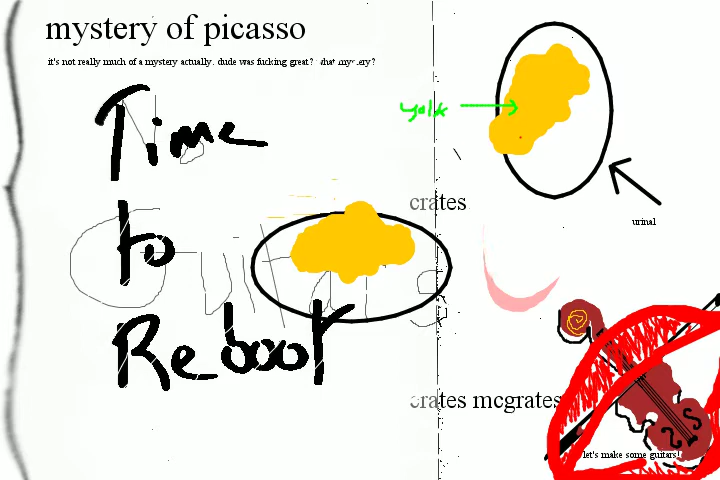 mystery of picasso
it's not really much of a mystery actually. dude was fucking great?
Time
yolk
crates
urinal
to
Guitars
Reboot
crates mcgrates
let's make some guitars!